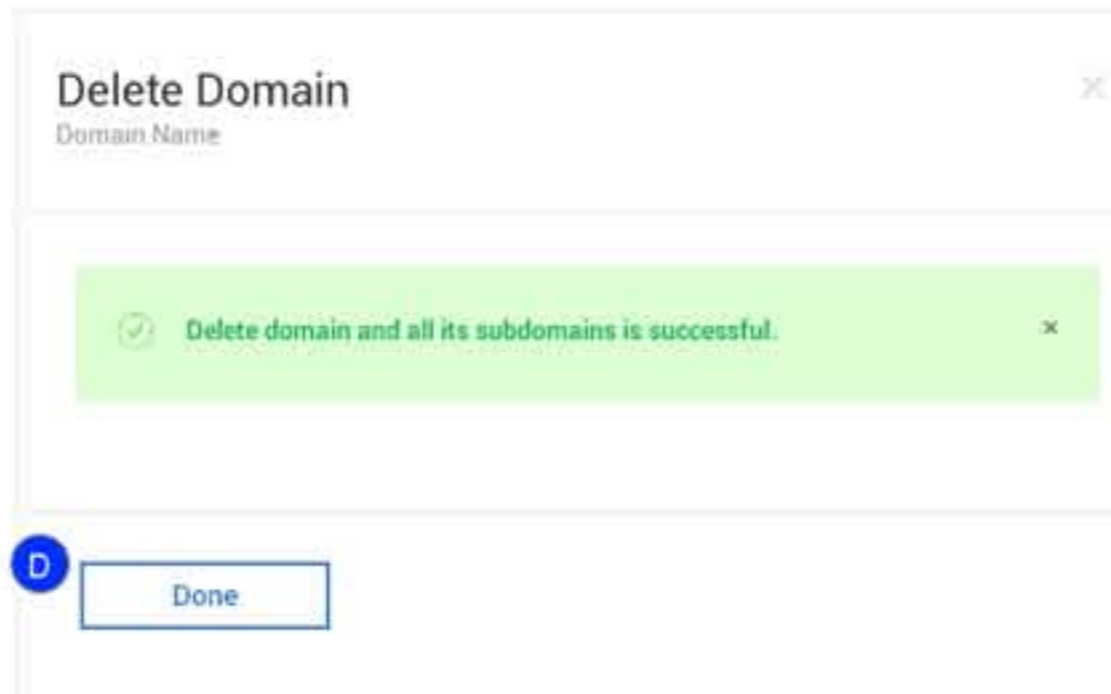 Delete Domain
Domain Name
Delete domain and all its subdomains is successful.
D
Done